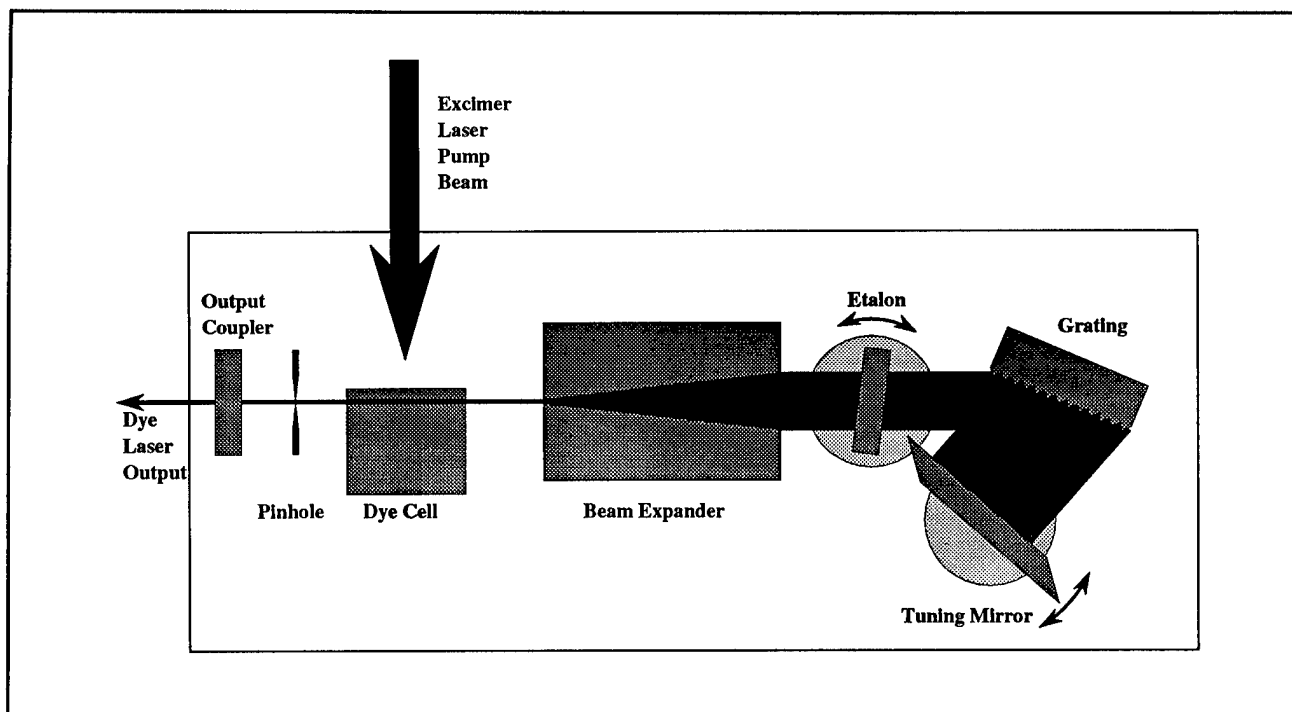 Excimer
Laser
Pump
Beam
Output
Coupler
Etalon
Grating
Dye
Laser
Output
Pinhole
Dye Cell
Beam Expander
Tuning Mirror